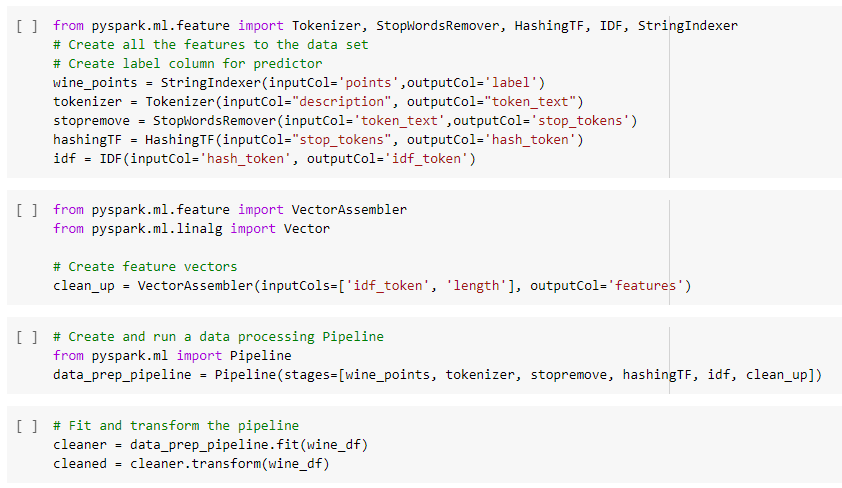 [ ] from pyspark.ml.feature import Tokenizer, StopWordsRemover, HashingTF, IDF, StringIndexer
# Create all the features to the data set
# Create label column for predictor
wine_points = StringIndexer(inputCol='points',outputCol='label')
tokenizer = Tokenizer(inputCol="description", outputCol="token_text")
stopremove = StopWordsRemover(inputCol='token_text',outputCol='stop_tokens')
hashingTF = HashingTF(inputCol="stop_tokens", outputCol='hash_token')
idf = IDF(inputCol='hash_token', outputCol='idf_token')
[ ] from pyspark.ml.feature import VectorAssembler
from pyspark.ml.linalg import Vector
# Create feature vectors
clean_up = VectorAssembler(inputCols=['idf_token', 'length'], outputCol='features')
[ ] # Create and run a data processing Pipeline
from pyspark.ml import Pipeline
data_prep_pipeline = Pipeline(stages=[wine_points, tokenizer, stopremove, hashingTF, idf, clean_up])
[ ] # Fit and transform the pipeline
cleaner = data_prep_pipeline.fit(wine_df)
cleaned = cleaner.transform(wine_df)